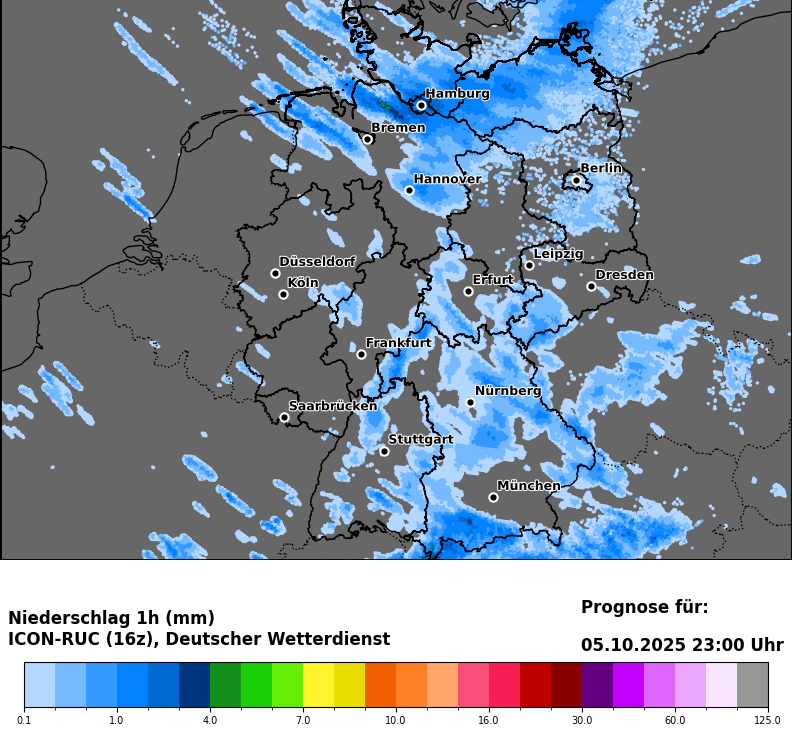 Hamburg
Bremen
Berlin
Hannover
Leipzig
Düsseldorf
Dresden
Erfurt
Köln
Frankfurt
Nürnberg
Saarbrücken
Stuttgart
München
Niederschlag 1h (mm)
ICON-RUC (16z), Deutscher Wetterdienst
Prognose für:
05.10.2025 23:00 Uhr
0.1 1.0 4.0 7.0 10.0 16.0 30.0 60.0 125.0